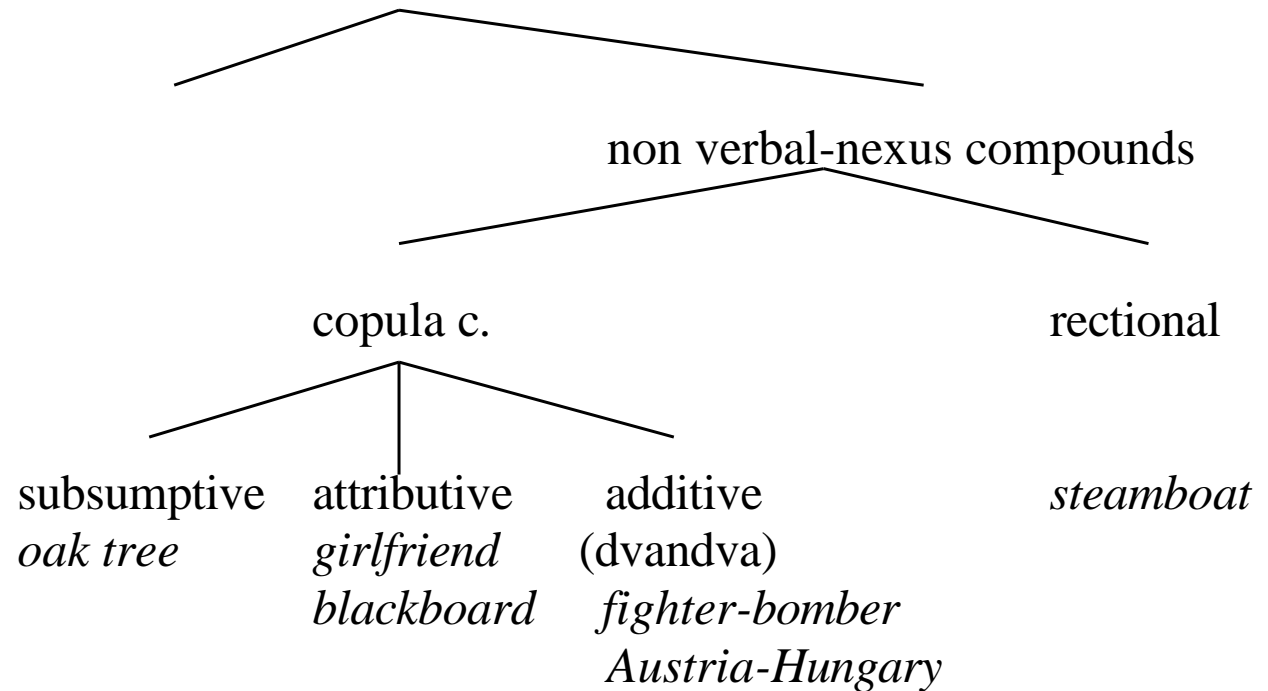 non verbal-nexus compounds
copula c. rectional
subsumptive attributive additive steamboat
oak tree girlfriend (dvandva)
blackboard fighter-bomber
Austria-Hungary